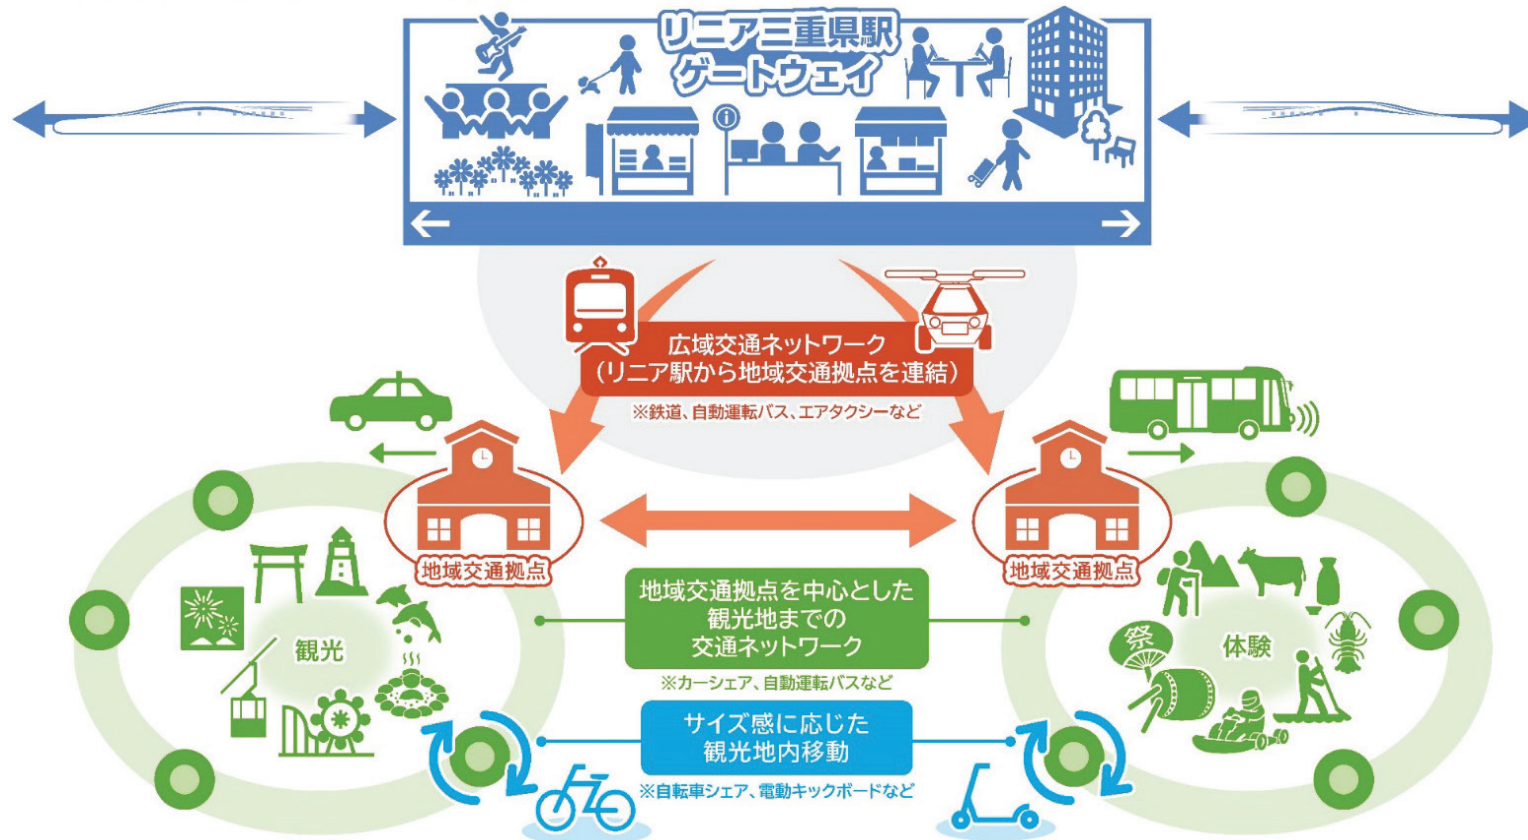 リニア三重県駅
ゲートウェイ
i
広域交通ネットワーク
(リニア駅から地域交通拠点を連結)
※鉄道、自動運転バス、エアタクシーなど
地域交通拠点
地域交通拠点
地域交通拠点を中心とした
観光地までの
交通ネットワーク
※カーシェア、自動運転バスなど
観光
祭
体験
サイズ感に応じた
観光地内移動
※自転車シェア、電動キックボードなど